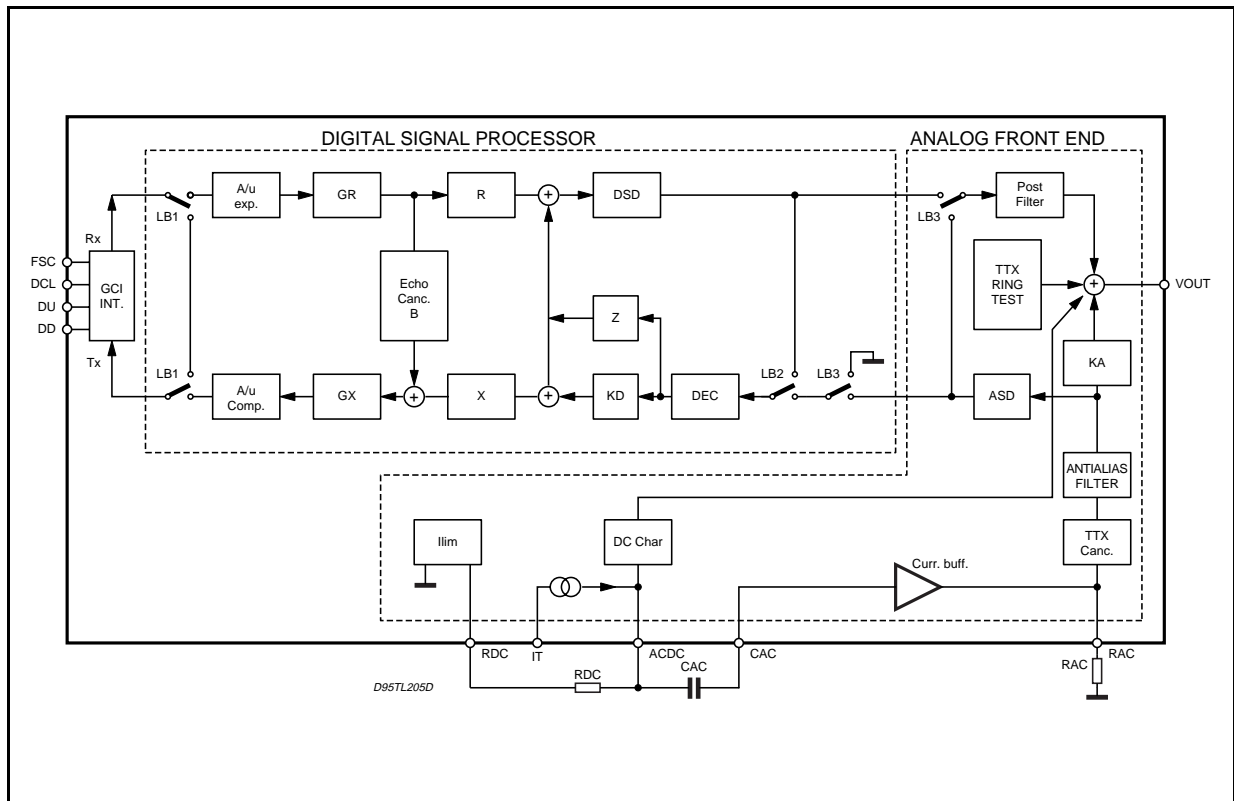 DIGITAL SIGNAL PROCESSOR
ANALOG FRONT END
A/u
exp.
GR
R
+
DSD
Post
Filter
LB1
LB3
Rx
FSC
DCL
DU
DD
GCI
INT.
Echo
Canc.
B
TTX
RING
TEST
+
VOUT
Z
Tx
LB1
A/u
Comp.
GX
+
X
+
KD
DEC
LB2
LB3
ASD
KA
ANTIALIAS
FILTER
Ilim
DC Char
TTX
Canc.
Curr. buff.
RDC
IT
ACDC
CAC
RAC
D95TL205D
RDC
CAC
RAC